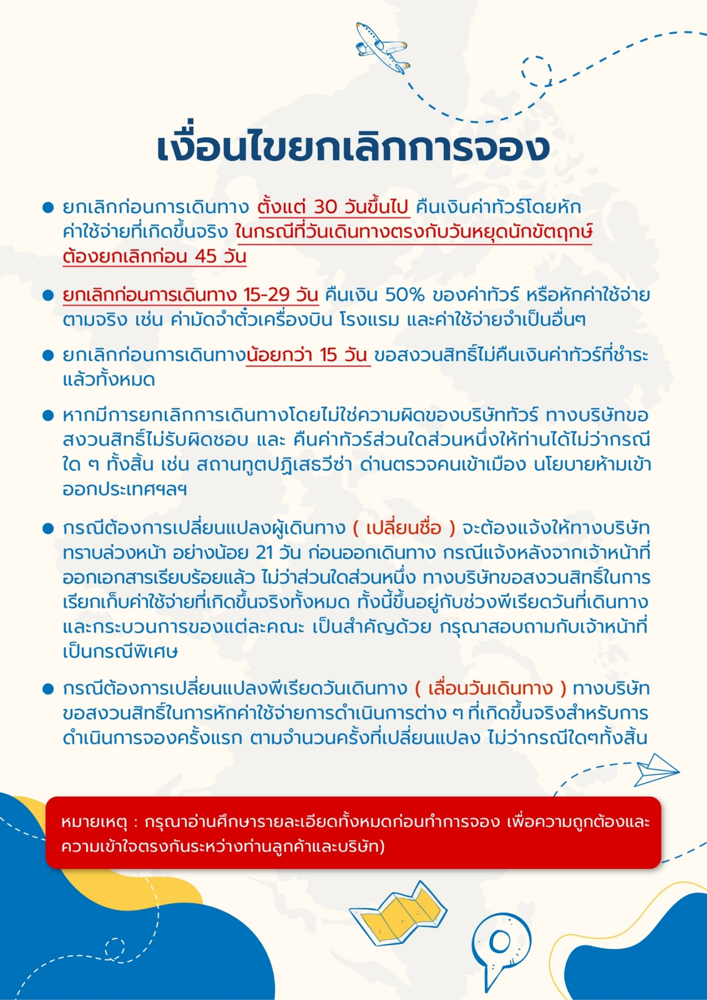 เงื่อนไขยกเลิกการจอง
ยกเลิกก่อนการเดินทาง ตั้งแต่ 30 วันขึ้นไป คืนเงินค่าทัวร์โดยหัก
ค่าใช้จ่ายที่เกิดขึ้นจริง ในกรณีที่วันเดินทางตรงกับวันหยุดนักขัตฤกษ์
ต้องยกเลิกก่อน 45 วัน
ยกเลิกก่อนการเดินทาง 15-29 วัน คืนเงิน 50% ของค่าทัวร์ หรือหักค่าใช้จ่าย
ตามจริง เช่น ค่ามัดจำตั๋วเครื่องบิน โรงแรม และค่าใช้จ่ายจำเป็นอื่นๆ
ยกเลิกก่อนการเดินทางน้อยกว่า 15 วัน ขอสงวนสิทธิ์ไม่คืนเงินค่าทัวร์ที่ชำระ
แล้วทั้งหมด
หากมีการยกเลิกการเดินทางโดยไม่ใช่ความผิดของบริษัททัวร์ ทางบริษัทขอ
สงวนสิทธิ์ไม่รับผิดชอบ และ คืนค่าทัวร์ส่วนใดส่วนหนึ่งให้ท่านได้ไม่ว่ากรณี
ใด ๆ ทั้งสิ้น เช่น สถานทูตปฏิเสธวีซ่า ด่านตรวจคนเข้าเมือง นโยบายห้ามเข้า
ออกประเทศฯลฯ
กรณีต้องการเปลี่ยนแปลงผู้เดินทาง ( เปลี่ยนชื่อ ) จะต้องแจ้งให้ทางบริษัท
ทราบล่วงหน้า อย่างน้อย 21 วัน ก่อนออกเดินทาง กรณีแจ้งหลังจากเจ้าหน้าที่
ออกเอกสารเรียบร้อยแล้ว ไม่ว่าส่วนใดส่วนหนึ่ง ทางบริษัทขอสงวนสิทธิ์ในการ
เรียกเก็บค่าใช้จ่ายที่เกิดขึ้นจริงทั้งหมด ทั้งนี้ขึ้นอยู่กับช่วงพีเรียดวันที่เดินทาง
และกระบวนการของแต่ละคณะ เป็นสำคัญด้วย กรุณาสอบถามกับเจ้าหน้าที่
เป็นกรณีพิเศษ
กรณีต้องการเปลี่ยนแปลงพีเรียดวันเดินทาง ( เลื่อนวันเดินทาง ) ทางบริษัท
ขอสงวนสิทธิ์ในการหักค่าใช้จ่ายการดำเนินการต่าง ๆ ที่เกิดขึ้นจริงสำหรับการ
ดำเนินการจองครั้งแรก ตามจำนวนครั้งที่เปลี่ยนแปลง ไม่ว่ากรณีใดๆทั้งสิ้น
หมายเหตุ : กรุณาอ่านศึกษารายละเอียดทั้งหมดก่อนทำการจอง เพื่อความถูกต้องและ
ความเข้าใจตรงกันระหว่างท่านลูกค้าและบริษัท)